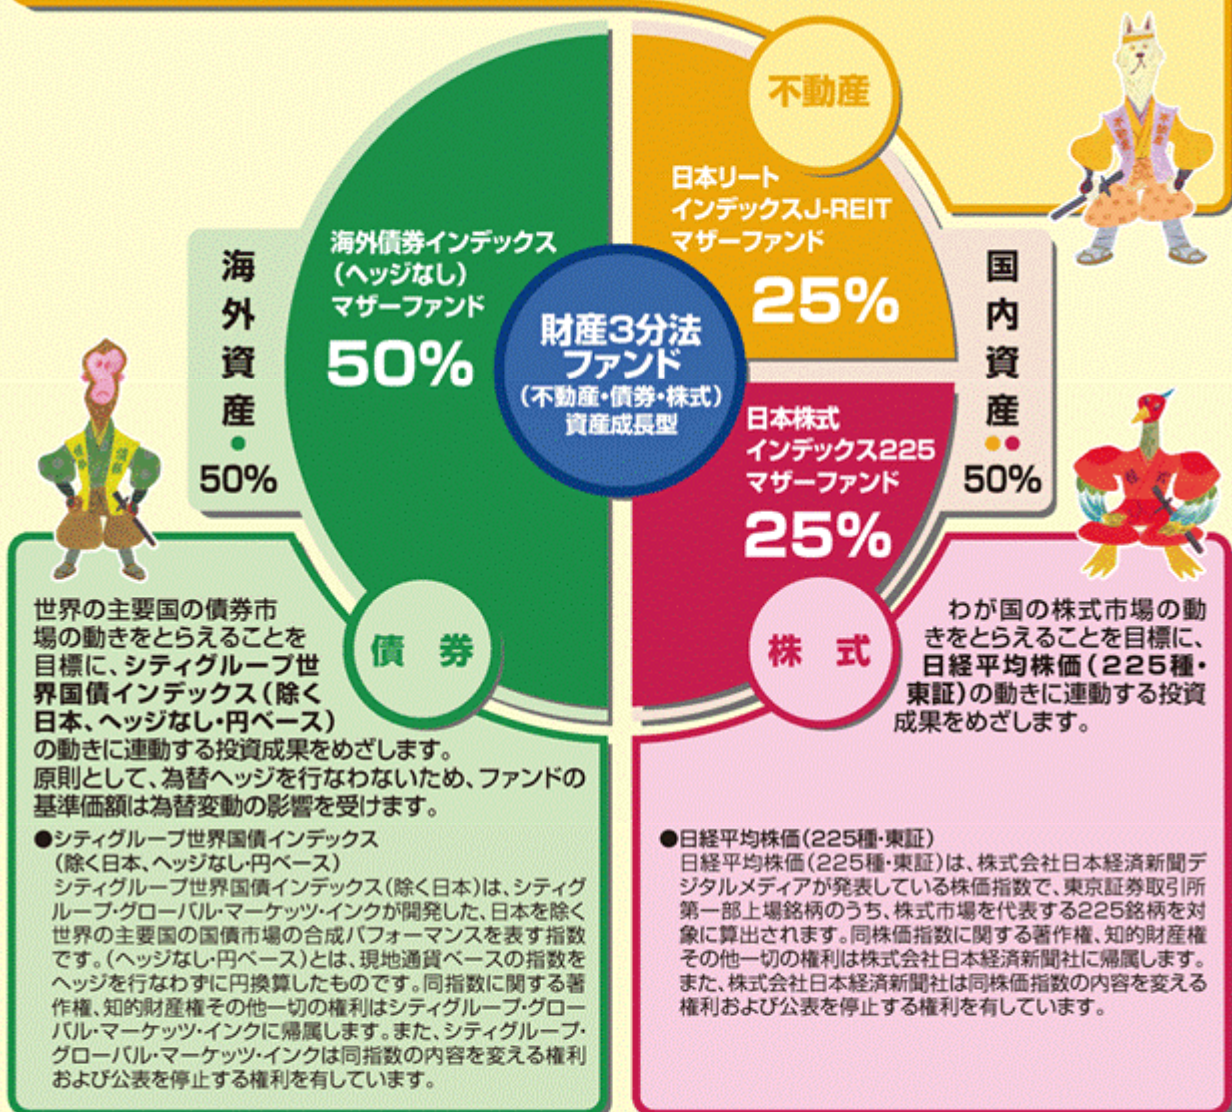 不動産
日本リート
インデックスJ-REIT
マザーファンド
25%
海外債券インデックス
(ヘッジなし)
マザーファンド
50%
海外資産
50%
財産3分法
ファンド
(不動産・債券・株式)
資産成長型
国内資産
50%
日本株式
インデックス225
マザーファンド
25%
債券
株式
不動産
債券
世界の主要国の債券市
場の動きをとらえることを
目標に、シティグループ世
界国債インデックス(除く
日本、ヘッジなし・円ベース)
の動きに連動する投資成果をめざします。
原則として、為替ヘッジを行なわないため、ファンドの
基準価額は為替変動の影響を受けます。
●シティグループ世界国債インデックス
(除く日本、ヘッジなし・円ベース)
シティグループ世界国債インデックス(除く日本)は、シティグ
ループ・グローバル・マーケッツ・インクが開発した、日本を除く
世界の主要国の国債市場の合成パフォーマンスを表す指数
です。(ヘッジなし・円ベース)とは、現地通貨ベースの指数を
ヘッジを行なわずに円換算したものです。同指数に関する著
作権、知的財産権その他一切の権利はシティグループ・グロー
バル・マーケッツ・インクに帰属します。また、シティグループ・
グローバル・マーケッツ・インクは同指数の内容を変える権利
および公表を停止する権利を有しています。
わが国の株式市場の動
きをとらえることを目標に、
日経平均株価(225種・
東証)の動きに連動する投資
成果をめざします。
●日経平均株価(225種・東証)
日経平均株価(225種・東証)は、株式会社日本経済新聞デ
ジタルメディアが発表している株価指数で、東京証券取引所
第一部上場銘柄のうち、株式市場を代表する225銘柄を対
象に算出されます。同株価指数に関する著作権、知的財産権
その他一切の権利は株式会社日本経済新聞社に帰属します。
また、株式会社日本経済新聞社は同株価指数の内容を変える
権利および公表を停止する権利を有しています。